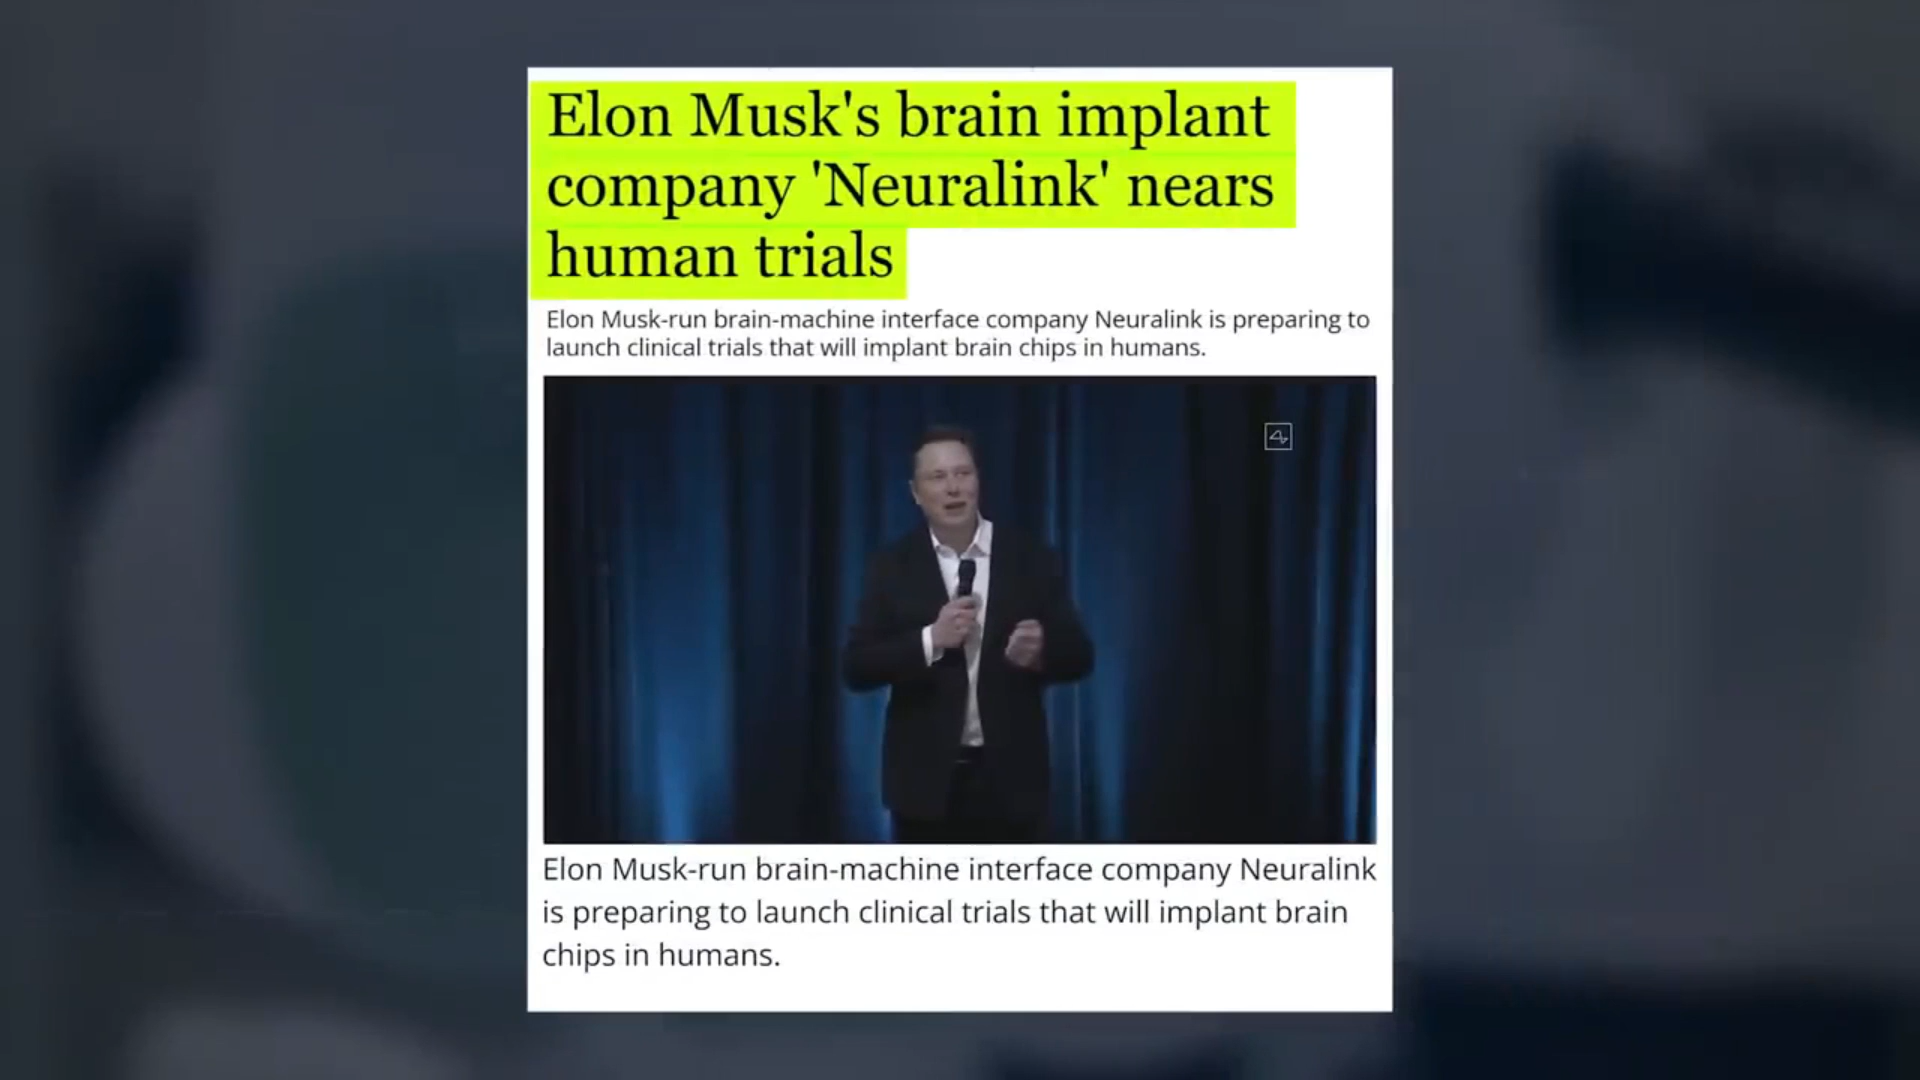 Elon Musk's brain implant
company 'Neuralink' nears
human trials
Elon Musk-run brain-machine interface company Neuralink is preparing to
launch clinical trials that will implant brain chips in humans.
Elon Musk-run brain-machine interface company Neuralink
is preparing to launch clinical trials that will implant brain
chips in humans.